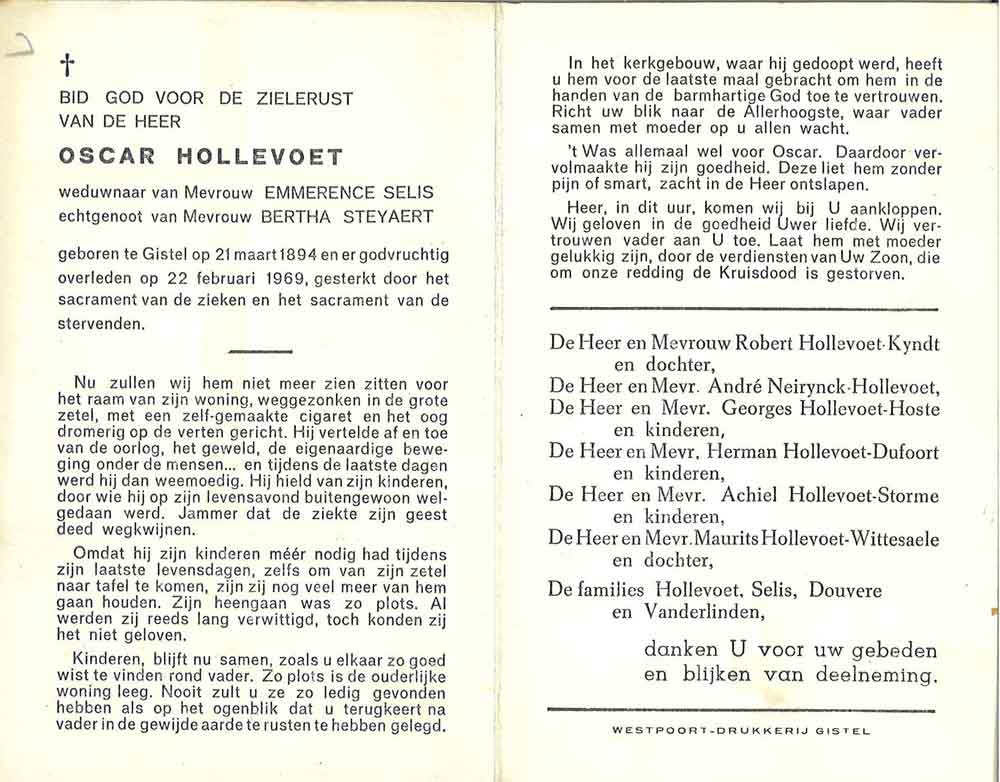 BID GOD VOOR DE ZIELERUST
VAN DE HEER
OSCAR HOLLEVOET
weduwnaar van Mevrouw EMMERENCE SELIS
echtgenoot van Mevrouw BERTHA STEYAERT
geboren te Gistel op 21 maart 1894 en er godvruchtig
overleden op 22 februari 1969, gesterkt door het
sacrament van de zieken en het sacrament van de
stervenden.
Nu zullen wij hem niet meer zien zitten voor
het raam van zijn woning, weggezonken in de grote
zetel, met een zelf-gemaakte cigaret en het oog
dromerig op de verten gericht. Hij vertelde af en toe
van de oorlog, het geweld, de eigenaardige bewe-
ging onder de mensen... en tijdens de laatste dagen
werd hij dan weemoedig. Hij hield van zijn kinderen,
door wie hij op zijn levensavond buitengewoon wel-
gedaan werd. Jammer dat de ziekte zijn geest
deed wegkwijnen.
Omdat hij zijn kinderen méér nodig had tijdens
zijn laatste levensdagen, zelfs om van zijn zetel
naar tafel te komen, zijn zij nog veel meer van hem
gaan houden. Zijn heengaan was zo plots. Al
werden zij reeds lang verwittigd, toch konden zij
het niet geloven.
Kinderen, blijft nu samen, zoals u elkaar zo goed
wist te vinden rond vader. Zo plots is de ouderlijke
woning leeg. Nooit zult u ze zo ledig gevonden
hebben als op het ogenblik dat u terugkeert na
vader in de gewijde aarde te rusten te hebben gelegd.
In het kerkgebouw, waar hij gedoopt werd, heeft
u hem voor de laatste maal gebracht om hem in de
handen van de barmhartige God toe te vertrouwen.
Richt uw blik naar de Allerhoogste, waar vader
samen met moeder op u allen wacht.
't Was allemaal wel voor Oscar. Daardoor ver-
volmaakte hij zijn goedheid. Deze liet hem zonder
pijn of smart, zacht in de Heer ontslapen.
Heer, in dit uur, komen wij bij U aankloppen.
Wij geloven in de goedheid Uwer liefde. Wij ver-
trouwen vader aan U toe. Laat hem met moeder
gelukkig zijn, door de verdiensten van Uw Zoon, die
om onze redding de Kruisdood is gestorven.
De Heer en Mevrouw Robert Hollevoet-Kyndt
en dochter,
De Heer en Mevr. André Neirynck-Hollevoet,
De Heer en Mevr. Georges Hollevoet-Hoste
en kinderen,
De Heer en Mevr. Herman Hollevoet-Dufoort
en kinderen,
De Heer en Mevr. Achiel Hollevoet-Storme
en kinderen,
De Heer en Mevr. Maurits Hollevoet-Wittesaele
en dochter,
De families Hollevoet, Selis, Douvere
en Vanderlinden,
danken U voor uw gebeden
en blijken van deelneming.
WESTPOORT-DRUKKERIJ GISTEL